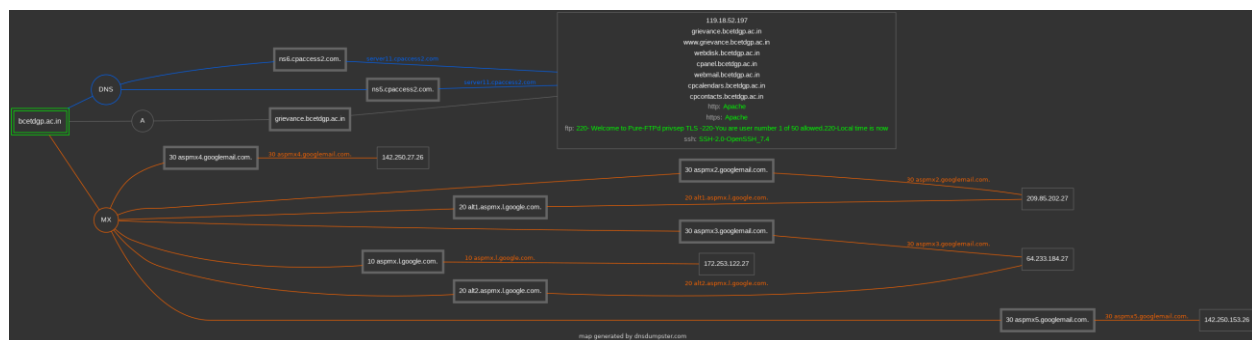 119.18.52.197
grievance.bcetdgp.ac.in
www.grievance.bcetdgp.ac.in
webdisk.bcetdgp.ac.in
cpanel.bcetdgp.ac.in
webmail.bcetdgp.ac.in
cpcalendars.bcetdgp.ac.in
cpcontacts.bcetdgp.ac.in
http: Apache
https: Apache
ftp: 220- Welcome to Pure-FTPd privsep TLS -220-You are user number 1 of 50 allowed.220-Local time is now
ssh: SSH-2.0-OpenSSH_7.4
ns6.cpaccess2.com.
server11.cpaccess2.com.
DNS
ns5.cpaccess2.com.
server11.cpaccess2.com.
bcetdgp.ac.in
A
grievance.bcetdgp.ac.in
30 aspmx4.googlemail.com.
30 aspmx4.googlemail.com.
142.250.27.26
30 aspmx2.googlemail.com.
30 aspmx2.googlemail.com.
20 alt1.aspmx.l.google.com.
20 alt1.aspmx.l.google.com.
209.85.202.27
MX
30 aspmx3.googlemail.com.
30 aspmx3.googlemail.com.
10 aspmx.l.google.com.
10 aspmx.l.google.com.
172.253.122.27
64.233.184.27
20 alt2.aspmx.l.google.com.
20 alt2.aspmx.l.google.com.
30 aspmx5.googlemail.com.
30 aspmx5.googlemail.com.
142.250.153.26
map generated by dnsdumpster.com